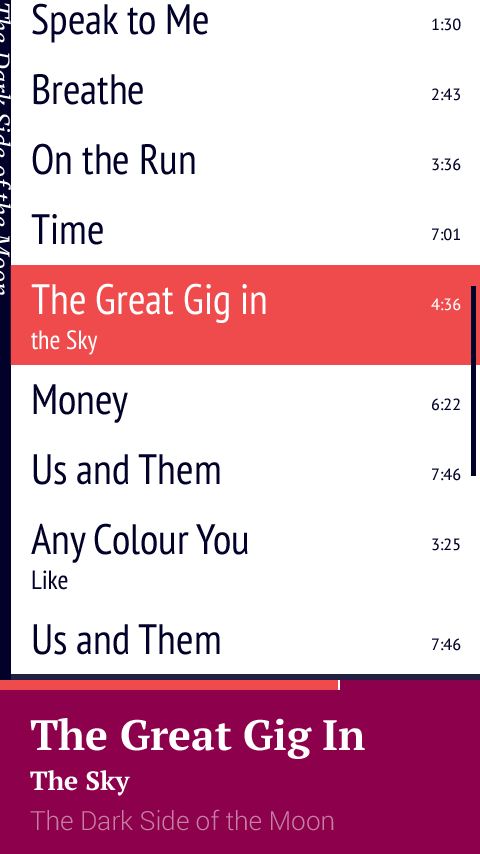 The Dark Side of the Moon
Speak to Me 1:30
Breathe 2:43
On the Run 3:36
Time 7:01
The Great Gig in 4:36
the Sky
Money 6:22
Us and Them 7:46
Any Colour You 3:25
Like
Us and Them 7:46
The Great Gig In
The Sky
The Dark Side of the Moon